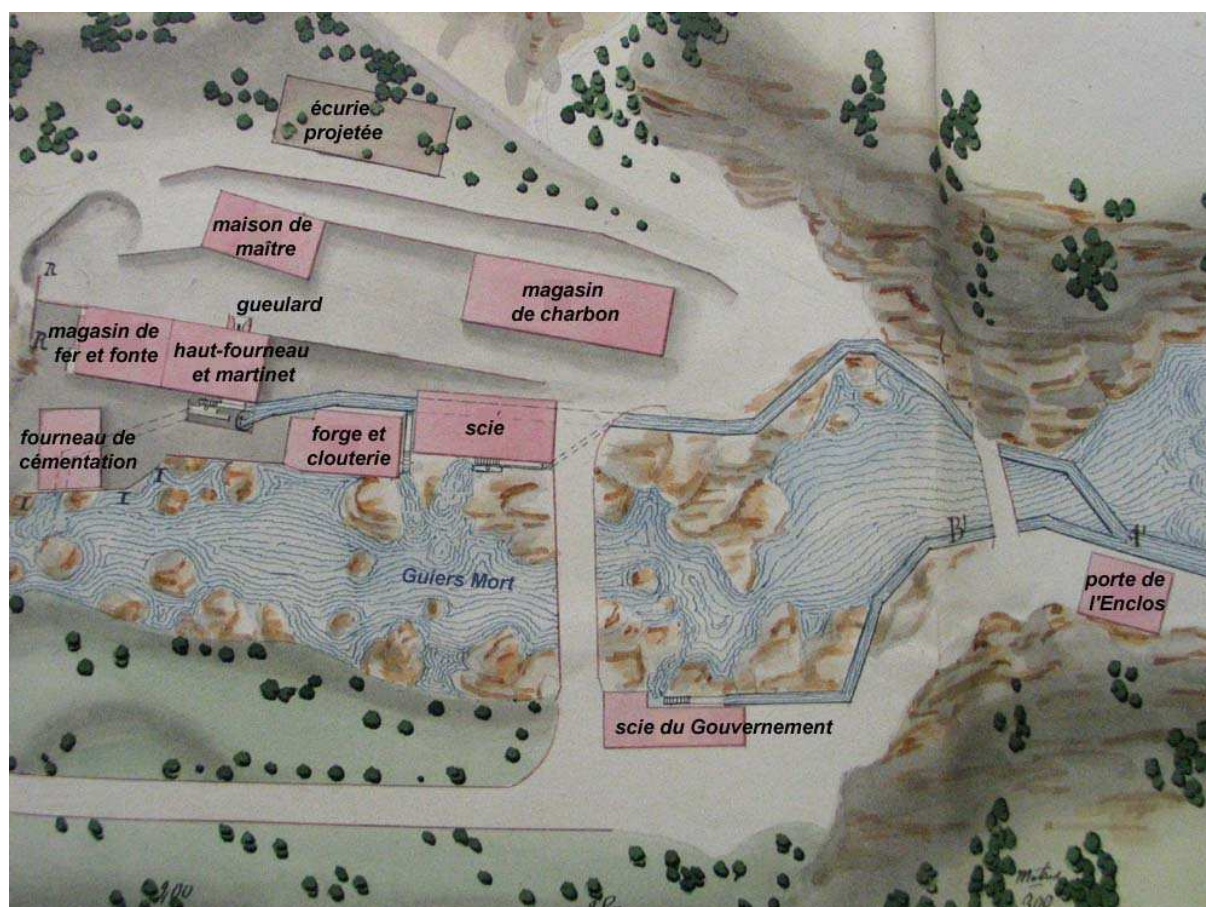 écurie
projetée
maison de
maître
gueulard
magasin
de charbon
R
R
magasin de
fer et fonte
haut-fourneau
et martinet
fourneau de
cémentation
forge et
clouterie
scie
I
I
I
Guiers Mort
B'
A'
porte de
l'Enclos
scie du Gouvernement